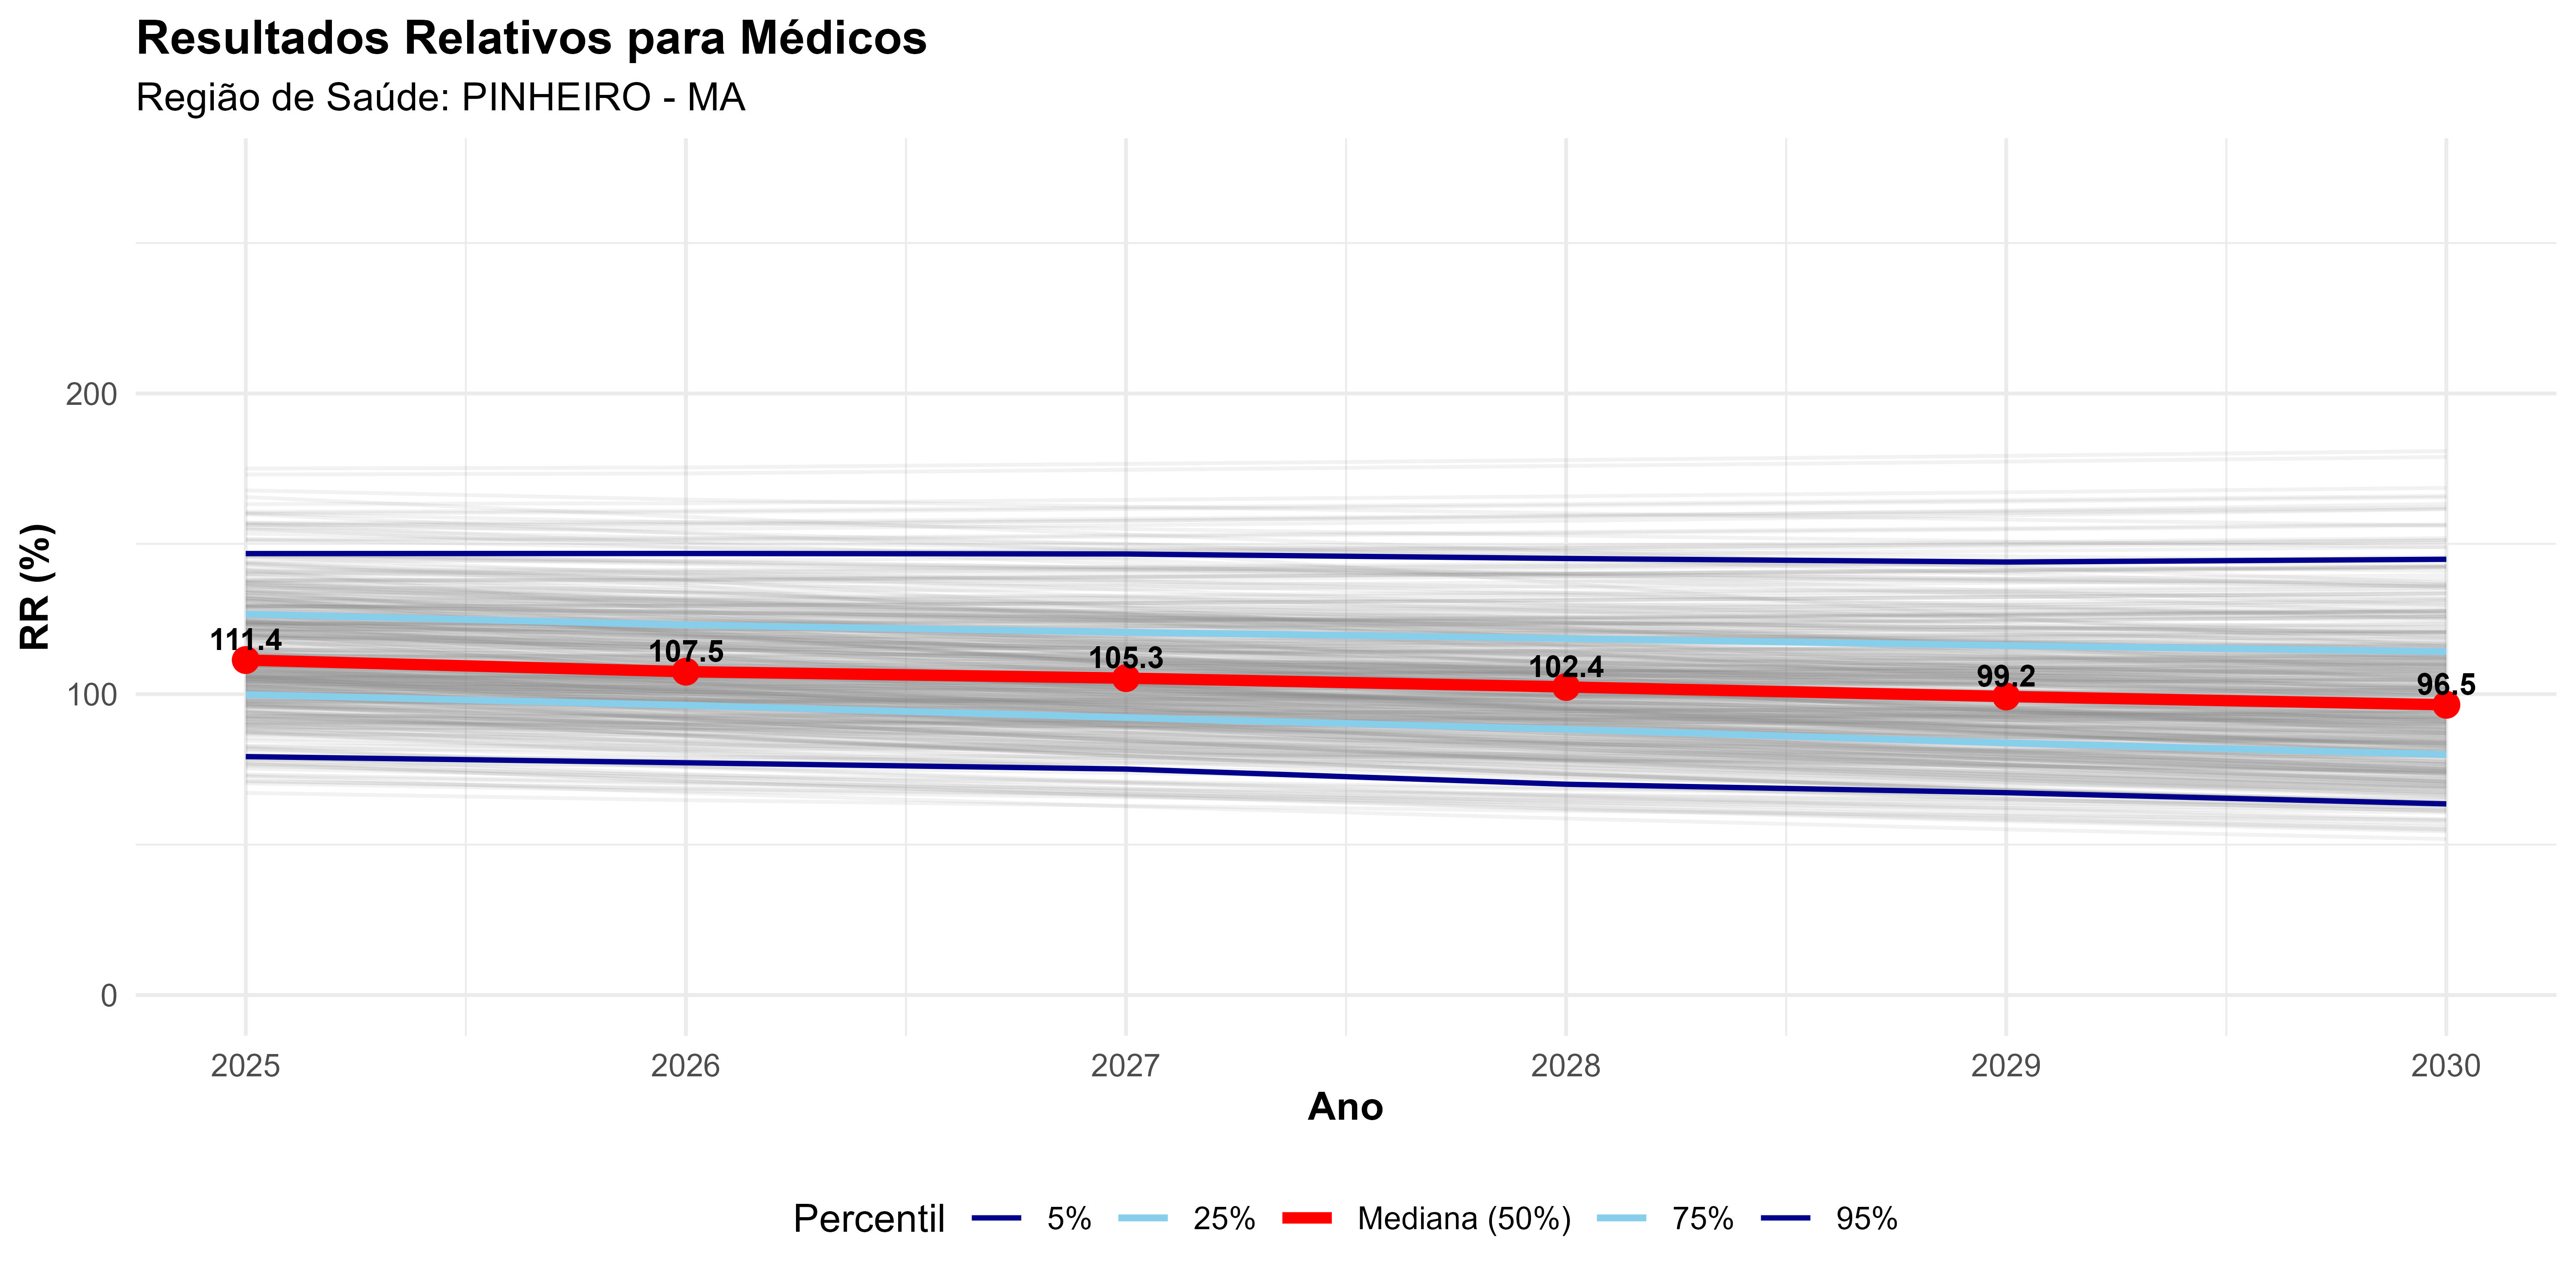 Resultados Relativos para Médicos
Região de Saúde: PINHEIRO - MA
RR (%)
200
100
0
111.4
107.5
105.3
102.4
99.2
96.5
2025 2026 2027 2028 2029 2030
Ano
Percentil 5% 25% Mediana (50%) 75% 95%